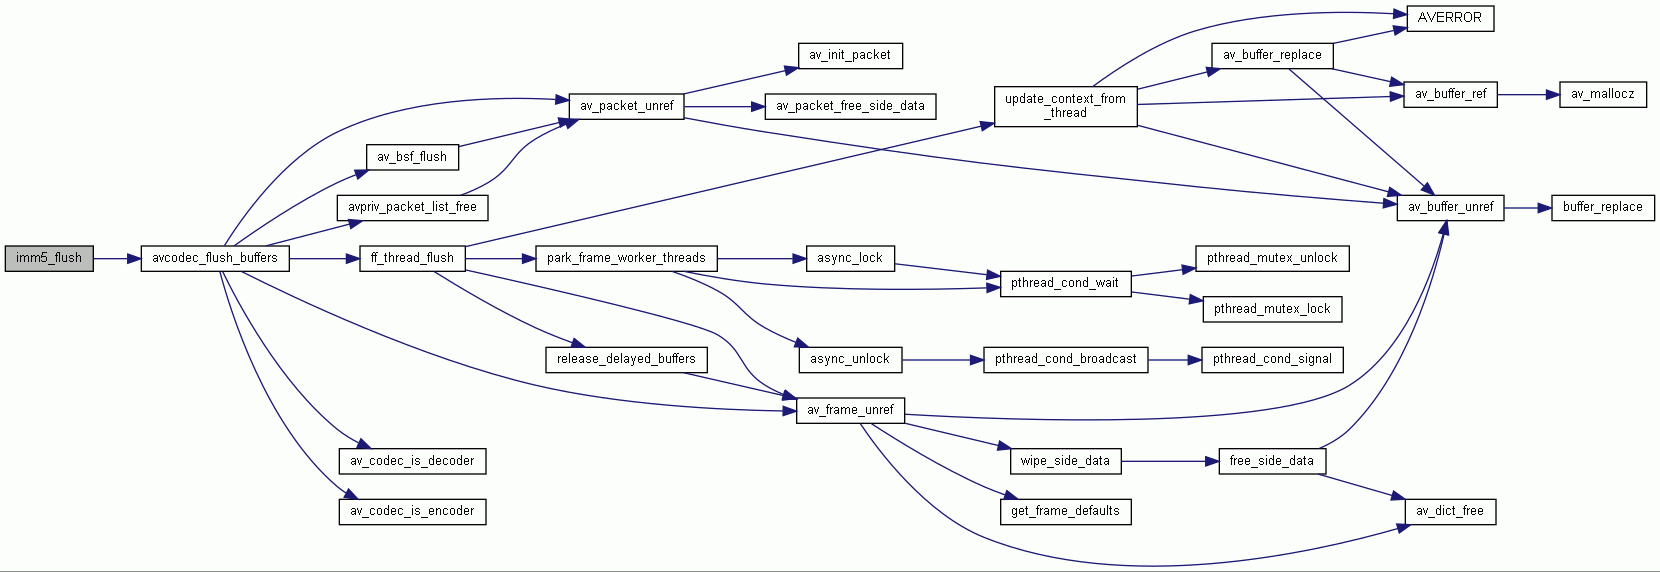 imm5_flush
avcodec_flush_buffers
av_packet_unref
av_bsf_flush
avpriv_packet_list_free
ff_thread_flush
av_codec_is_decoder
av_codec_is_encoder
av_init_packet
av_packet_free_side_data
park_frame_worker_threads
release_delayed_buffers
async_lock
async_unlock
av_frame_unref
update_context_from
_thread
pthread_cond_wait
pthread_cond_broadcast
wipe_side_data
get_frame_defaults
av_buffer_replace
pthread_mutex_unlock
pthread_mutex_lock
pthread_cond_signal
free_side_data
AVERROR
av_buffer_ref
av_buffer_unref
av_dict_free
av_mallocz
buffer_replace